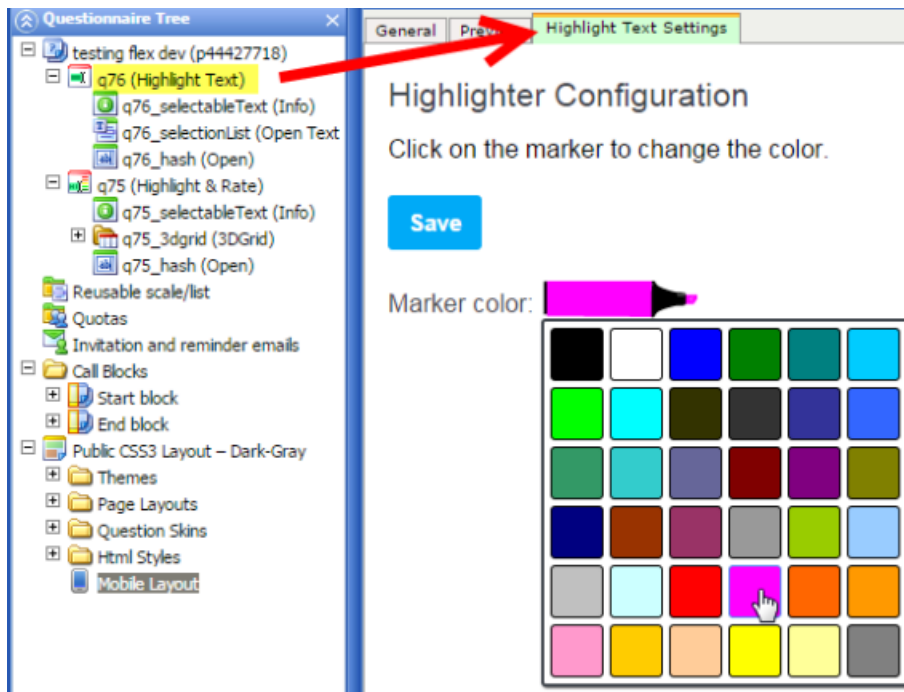 Questionnaire Tree
testing flex dev (p44427718)
q76 (Highlight Text)
q76_selectableText (Info)
q76_selectionList (Open Text
q76_hash (Open)
q75 (Highlight & Rate)
q75_selectableText (Info)
q75_3dgrid (3DGrid)
q75_hash (Open)
Reusable scale/list
Quotas
Invitation and reminder emails
Call Blocks
Start block
End block
Public CSS3 Layout – Dark-Gray
Themes
Page Layouts
Question Skins
Html Styles
Mobile Layout
General
Highlight Text Settings
Highlighter Configuration
Click on the marker to change the color.
Save
Marker color: